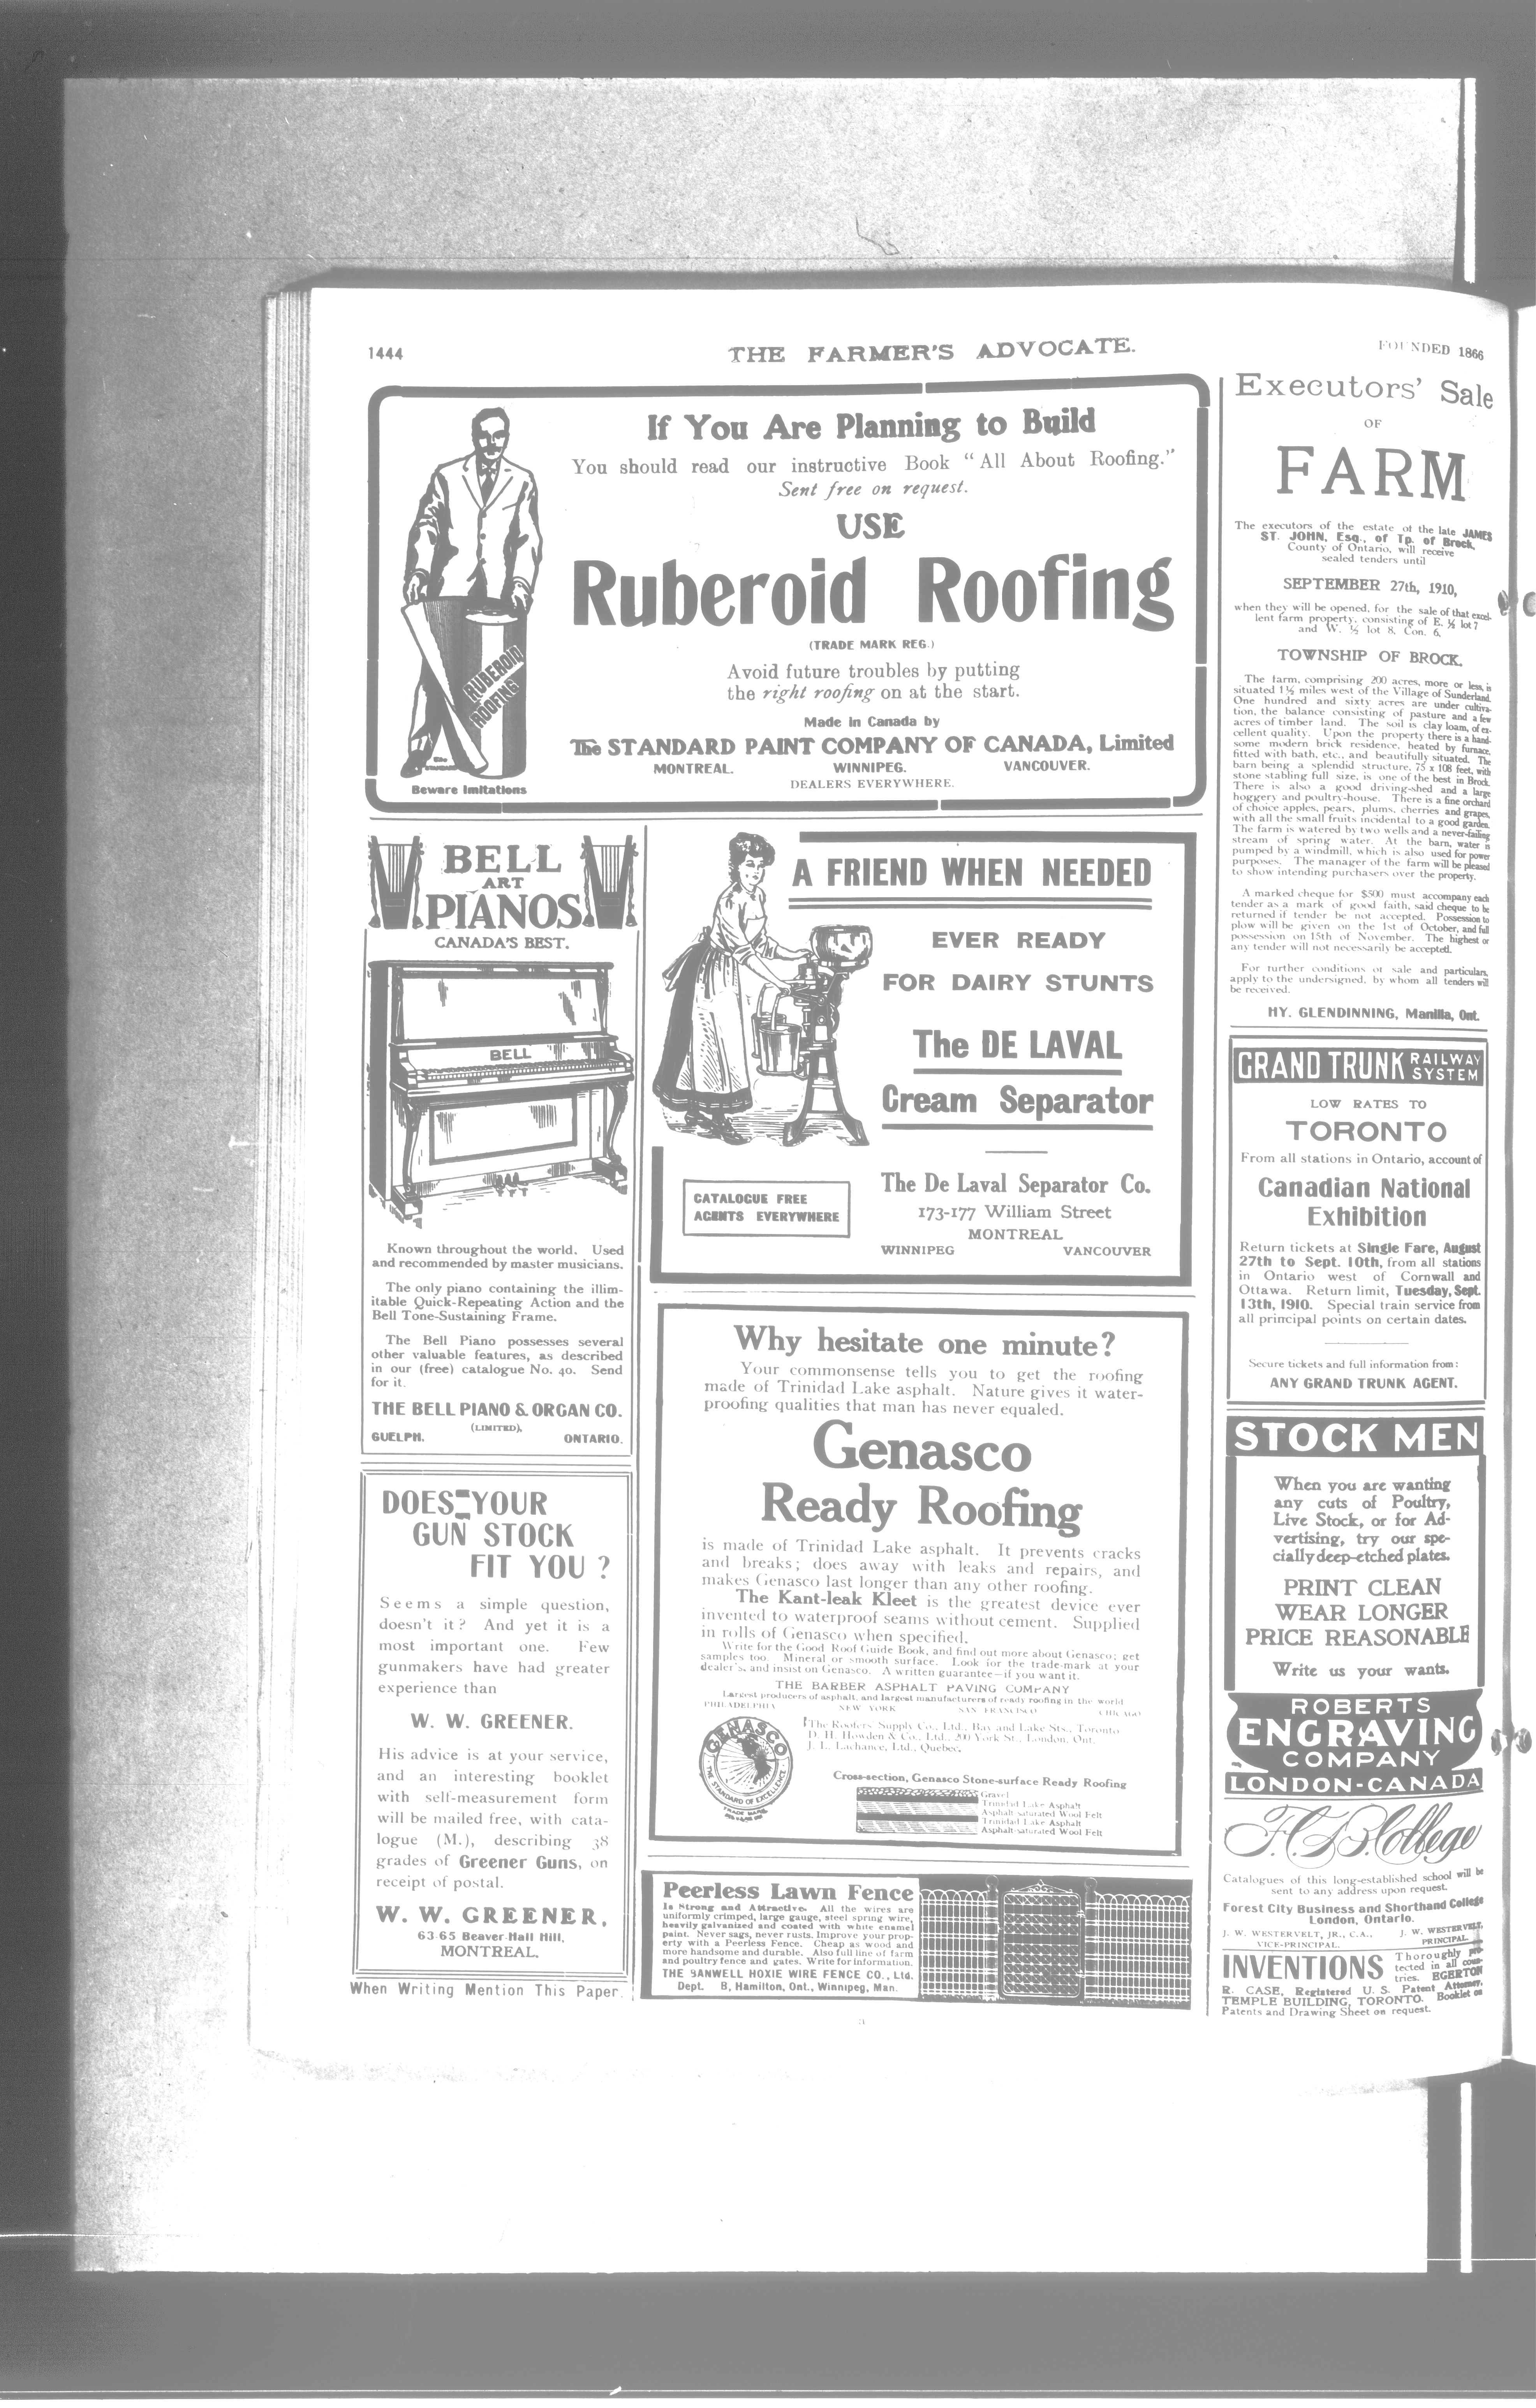 1444
THE FARMER'S ADVOCATE.
FOUNDED 1866
If You Are Planning to Build
You should read our instructive Book "All About Roofing."
Sent free on request.
USE
Ruberoid Roofing
(TRADE MARK REG.)
Avoid future troubles by putting
the right roofing on at the start.
Made in Canada by
The STANDARD PAINT COMPANY OF CANADA, Limited
MONTREAL. WINNIPEG. VANCOUVER.
DEALERS EVERYWHERE.
RUBEROID
ROOFING
Beware Imitations
BELL
ART
PIANOS
CANADA'S BEST.
BELL
Known throughout the world. Used
and recommended by master musicians.
The only piano containing the illim-
itable Quick-Repeating Action and the
Bell Tone-Sustaining Frame.
The Bell Piano possesses several
other valuable features, as described
in our (free) catalogue No. 40. Send
for it.
THE BELL PIANO & ORGAN CO.
(LIMITED),
GUELPH, ONTARIO.
DOES YOUR
GUN STOCK
FIT YOU ?
Seems a simple question,
doesn't it? And yet it is a
most important one. Few
gunmakers have had greater
experience than
W. W. GREENER.
His advice is at your service,
and an interesting booklet
with self-measurement form
will be mailed free, with cata-
logue (M.), describing 38
grades of Greener Guns, on
receipt of postal.
W. W. GREENER,
63-65 Beaver Hall Hill,
MONTREAL.
When Writing Mention This Paper.
A FRIEND WHEN NEEDED
EVER READY
FOR DAIRY STUNTS
The DE LAVAL
Cream Separator
CATALOGUE FREE
AGENTS EVERYWHERE
The De Laval Separator Co.
173-177 William Street
MONTREAL
WINNIPEG VANCOUVER
Why hesitate one minute?
Your commonsense tells you to get the roofing
made of Trinidad Lake asphalt. Nature gives it water-
proofing qualities that man has never equaled.
Genasco
Ready Roofing
is made of Trinidad Lake asphalt. It prevents cracks
and breaks; does away with leaks and repairs, and
makes Genasco last longer than any other roofing.
The Kant-leak Kleet is the greatest device ever
invented to waterproof seams without cement. Supplied
in rolls of Genasco when specified.
Write for the Good Roof Guide Book, and find out more about Genasco; get
samples too. Mineral or smooth surface. Look for the trade-mark at your
dealer's, and insist on Genasco. A written guarantee—if you want it.
THE BARBER ASPHALT PAVING COMPANY
Largest producers of asphalt, and largest manufacturers of ready roofing in the world
PHILADELPHIA NEW YORK SAN FRANCISCO CHICAGO
The Roofers Supply Co., Ltd., Bay and Lake Sts., Toronto
D. H. Howden & Co., Ltd., 200 York St., London, Ont.
J. L. Lachance, Ltd., Quebec.
GENASCO
THE STANDARD OF EXCELLENCE
TRADE MARK
Cross-section, Genasco Stone-surface Ready Roofing
Gravel
Trinidad Lake Asphalt
Asphalt-saturated Wool Felt
Trinidad Lake Asphalt
Asphalt-saturated Wool Felt
Peerless Lawn Fence
Is Strong and Attractive. All the wires are
uniformly crimped, large gauge, steel spring wire,
heavily galvanized and coated with white enamel
paint. Never sags, never rusts. Improve your prop-
erty with a Peerless Fence. Cheap as wood and
more handsome and durable. Also full line of farm
and poultry fence and gates. Write for information.
THE BANWELL HOXIE WIRE FENCE CO., Ltd.
Dept. B, Hamilton, Ont., Winnipeg, Man.
Executors' Sale
OF
FARM
The executors of the estate of the late JAMES
ST. JOHN, Esq., of Tp. of Brock,
County of Ontario, will receive
sealed tenders until
SEPTEMBER 27th, 1910,
when they will be opened, for the sale of that excel-
lent farm property, consisting of E. ½ lot 7
and W. ½ lot 8, Con. 6,
TOWNSHIP OF BROCK.
The farm, comprising 200 acres, more or less, is
situated 1½ miles west of the Village of Sunderland.
One hundred and sixty acres are under cultiva-
tion, the balance consisting of pasture and a few
acres of timber land. The soil is clay loam, of ex-
cellent quality. Upon the property there is a hand-
some modern brick residence, heated by furnace,
fitted with bath, etc., and beautifully situated. The
barn being a splendid structure, 75 x 108 feet, with
stone stabling full size, is one of the best in Brock.
There is also a good driving-shed and a large
hoggery and poultry-house. There is a fine orchard
of choice apples, pears, plums, cherries and grapes,
with all the small fruits incidental to a good garden.
The farm is watered by two wells and a never-failing
stream of spring water. At the barn, water is
pumped by a windmill, which is also used for power
purposes. The manager of the farm will be pleased
to show intending purchasers over the property.
A marked cheque for $500 must accompany each
tender as a mark of good faith, said cheque to be
returned if tender be not accepted. Possession to
plow will be given on the 1st of October, and full
possession on 15th of November. The highest or
any tender will not necessarily be accepted.
For further conditions of sale and particulars,
apply to the undersigned, by whom all tenders will
be received.
HY. GLENDINNING, Manilla, Ont.
GRAND TRUNK RAILWAY SYSTEM
LOW RATES TO
TORONTO
From all stations in Ontario, account of
Canadian National
Exhibition
Return tickets at Single Fare, August
27th to Sept. 10th, from all stations
in Ontario west of Cornwall and
Ottawa. Return limit, Tuesday, Sept.
13th, 1910. Special train service from
all principal points on certain dates.
Secure tickets and full information from:
ANY GRAND TRUNK AGENT.
STOCK MEN
When you are wanting
any cuts of Poultry,
Live Stock, or for Ad-
vertising, try our spe-
cially deep-etched plates.
PRINT CLEAN
WEAR LONGER
PRICE REASONABLE
Write us your wants.
ROBERTS
ENGRAVING
COMPANY
LONDON-CANADA
F.C.B. College
Catalogues of this long-established school will be
sent to any address upon request.
Forest City Business and Shorthand College
London, Ontario.
J. W. WESTERVELT, JR., C.A., J. W. WESTERVELT,
VICE-PRINCIPAL. PRINCIPAL.
INVENTIONS Thoroughly pro-
tected in all coun-
tries. EGERTON
R. CASE, Registered U. S. Patent Attorney,
TEMPLE BUILDING, TORONTO. Booklet on
Patents and Drawing Sheet on request.